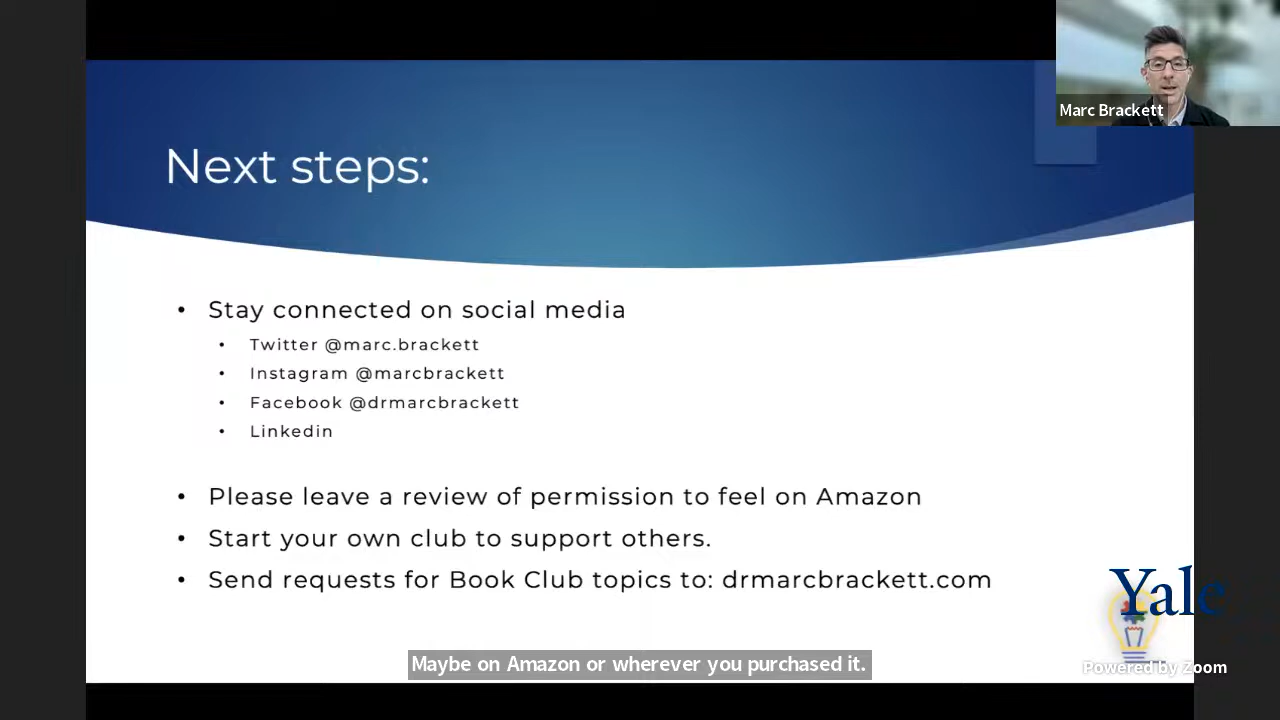 Marc Brackett
Next steps:
• Stay connected on social media
• Twitter @marc.brackett
• Instagram @marcbrackett
• Facebook @drmarcbrackett
• Linkedin
• Please leave a review of permission to feel on Amazon
• Start your own club to support others.
• Send requests for Book Club topics to: drmarcbrackett.com
Yale
Maybe on Amazon or wherever you purchased it.
Powered by Zoom